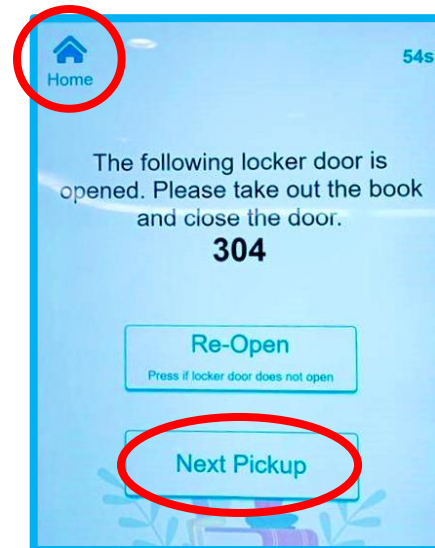 Home
54s
The following locker door is
opened. Please take out the book
and close the door.
304
Re-Open
Press if locker door does not open
Next Pickup